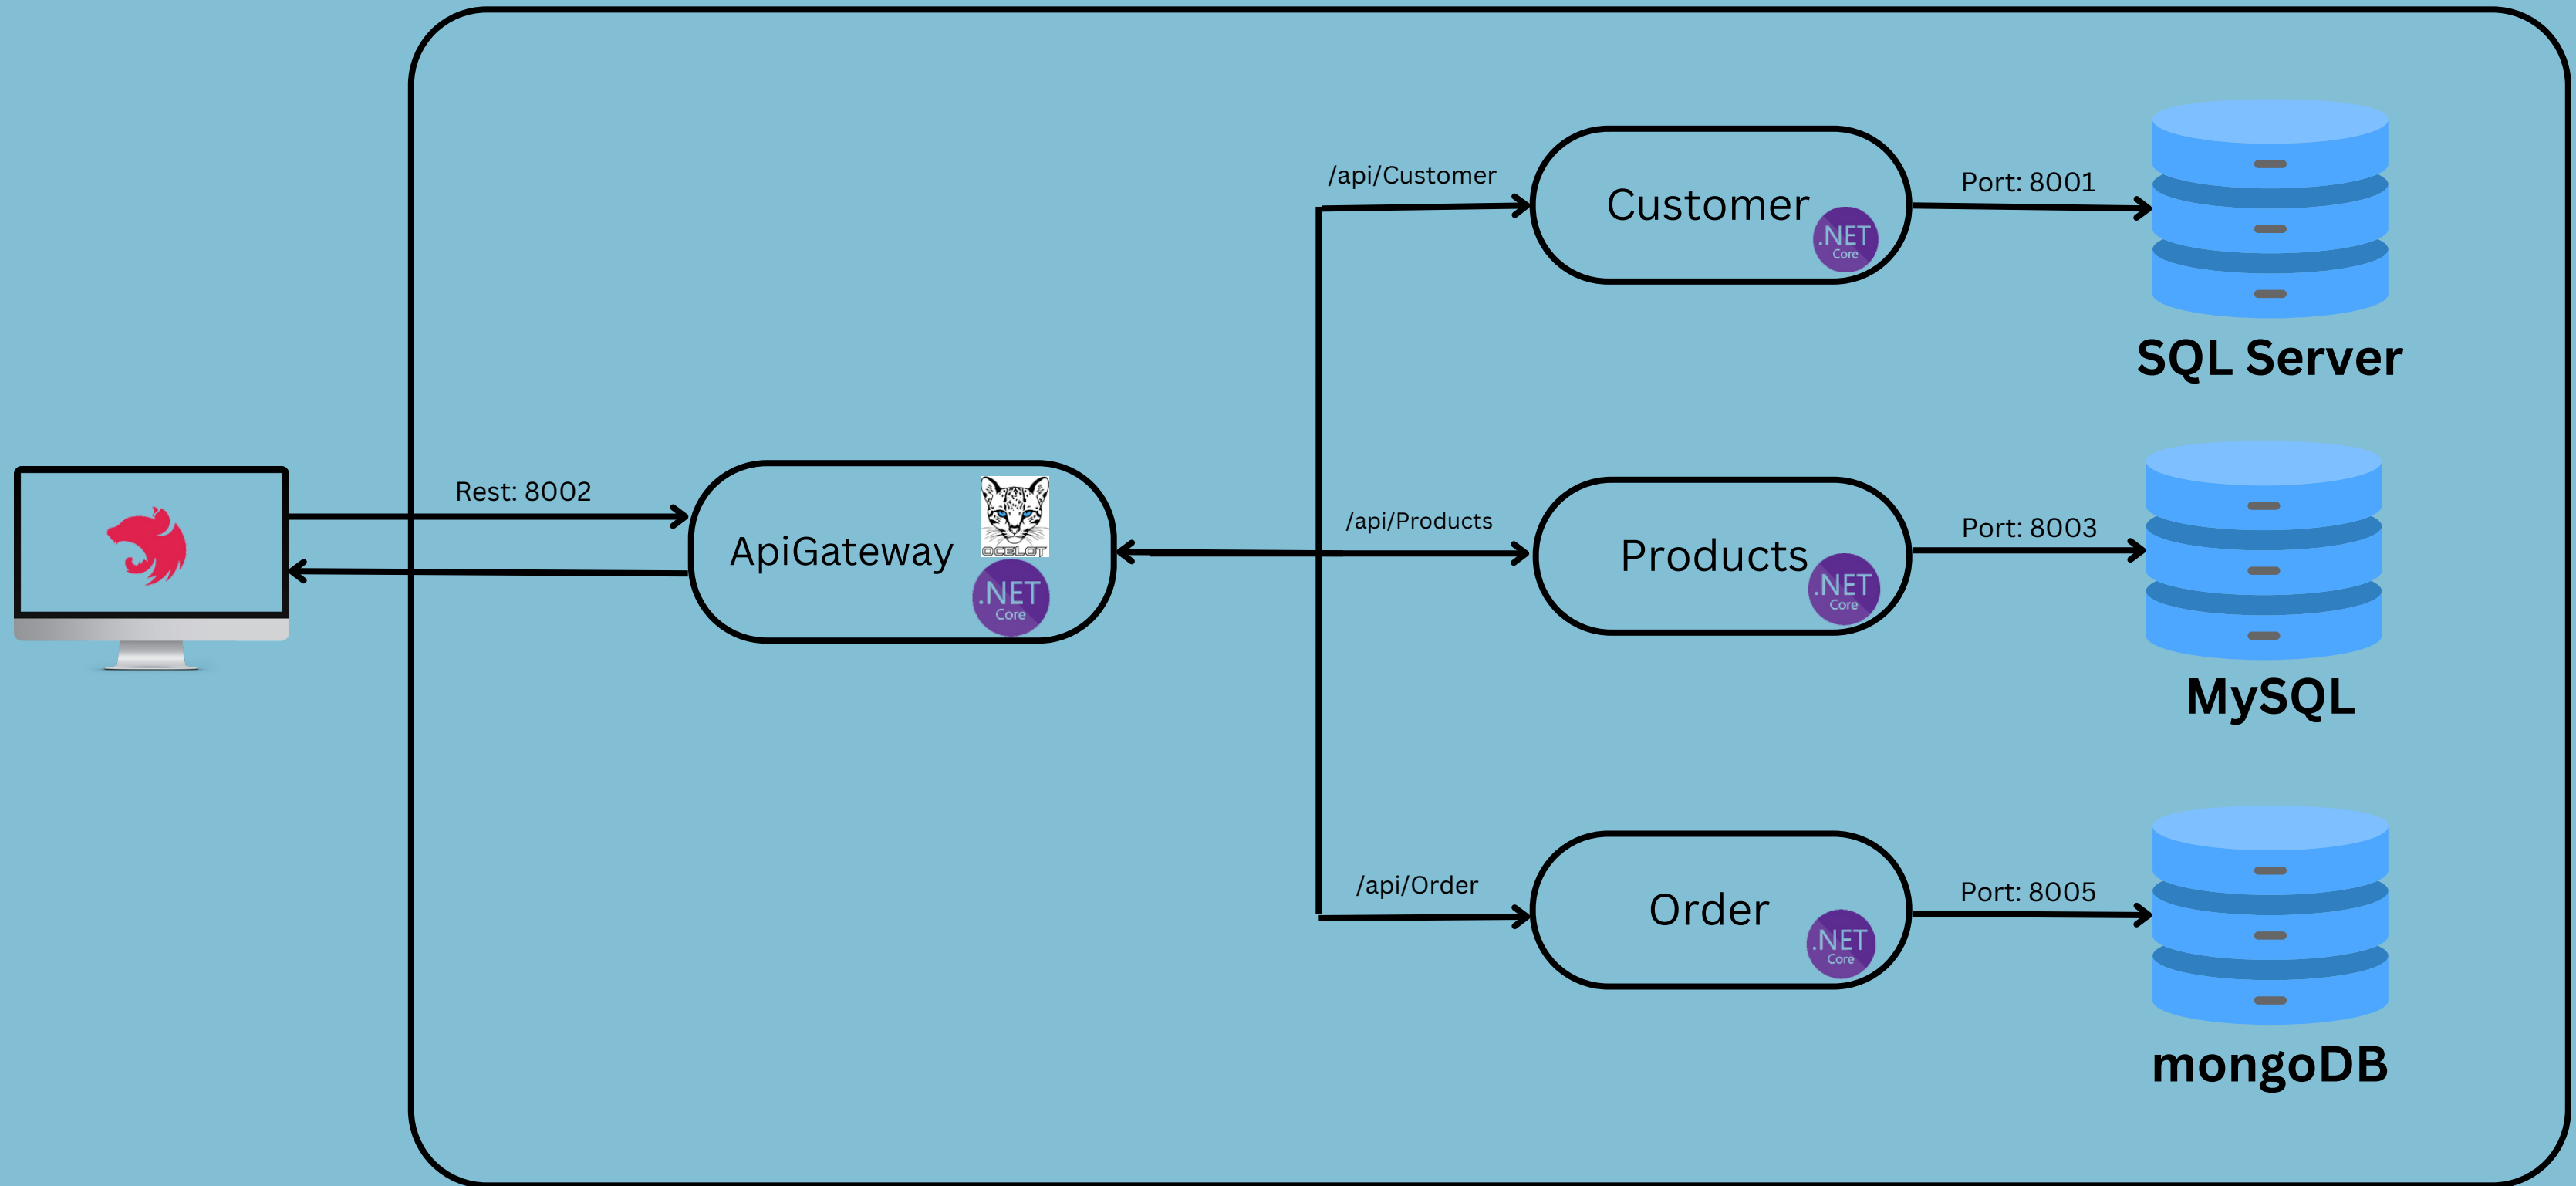 /api/Customer
Customer
.NET
Core
Port: 8001
SQL Server
Rest: 8002
ApiGateway
OCELOT
.NET
Core
/api/Products
Products
.NET
Core
Port: 8003
MySQL
/api/Order
Order
.NET
Core
Port: 8005
mongoDB